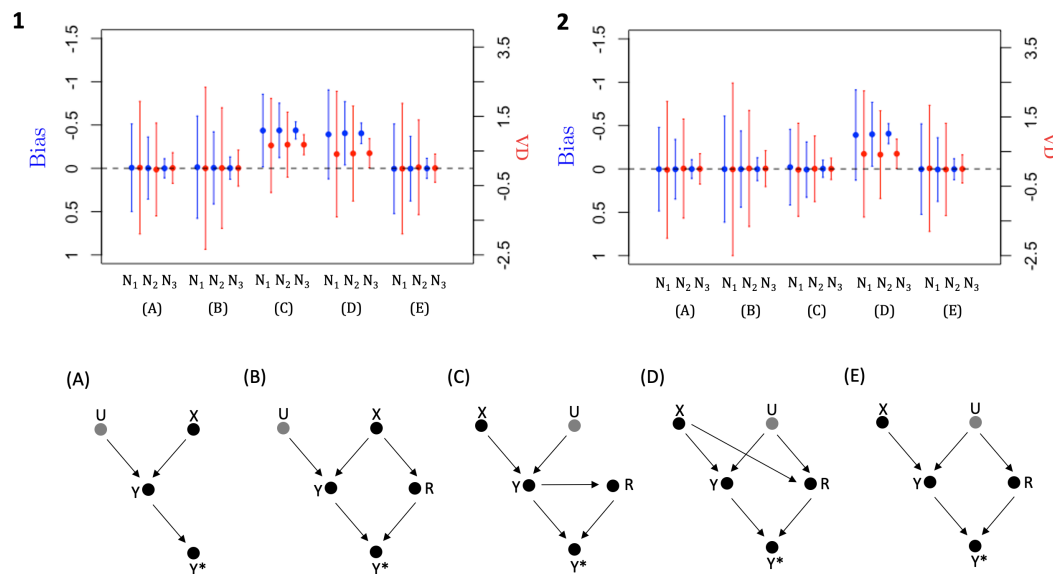 1
2
-1.5
-1
-0.5
0
0.5
1
Bias
3.5
1.5
-0.5
-2.5
VD
N₁ N₂ N₃ N₁ N₂ N₃ N₁ N₂ N₃ N₁ N₂ N₃ N₁ N₂ N₃
(A) (B) (C) (D) (E)
-1.5
-1
-0.5
0
0.5
1
Bias
3.5
1.5
-0.5
-2.5
VD
N₁ N₂ N₃ N₁ N₂ N₃ N₁ N₂ N₃ N₁ N₂ N₃ N₁ N₂ N₃
(A) (B) (C) (D) (E)
(A)
U X
Y
Y*
(B)
U X
Y R
Y*
(C)
X U
Y R
Y*
(D)
X U
Y R
Y*
(E)
X U
Y R
Y*